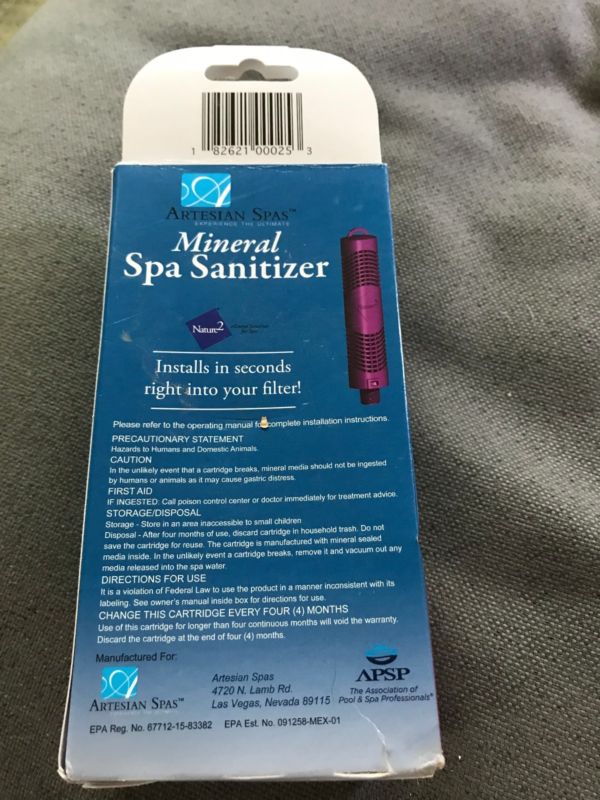 1 82621 00025 3
ARTESIAN SPAS™
EXPERIENCE THE ULTIMATE
Mineral
Spa Sanitizer
Nature2
Installs in seconds
right into your filter!
Please refer to the operating manual for complete installation instructions.
PRECAUTIONARY STATEMENT
Hazards to Humans and Domestic Animals.
CAUTION
In the unlikely event that a cartridge breaks, mineral media should not be ingested
by humans or animals as it may cause gastric distress.
FIRST AID
IF INGESTED: Call poison control center or doctor immediately for treatment advice.
STORAGE/DISPOSAL
Storage - Store in an area inaccessible to small children
Disposal - After four months of use, discard cartridge in household trash. Do not
save the cartridge for reuse. The cartridge is manufactured with mineral sealed
media inside. In the unlikely event a cartridge breaks, remove it and vacuum out any
media released into the spa water.
DIRECTIONS FOR USE
It is a violation of Federal Law to use the product in a manner inconsistent with its
labeling. See owner's manual inside box for directions for use.
CHANGE THIS CARTRIDGE EVERY FOUR (4) MONTHS
Use of this cartridge for longer than four continuous months will void the warranty.
Discard the cartridge at the end of four (4) months.
Manufactured For:
ARTESIAN SPAS™
Artesian Spas
4720 N. Lamb Rd.
Las Vegas, Nevada 89115
APSP
The Association of
Pool & Spa Professionals®
EPA Reg. No. 67712-15-83382 EPA Est. No. 091258-MEX-01